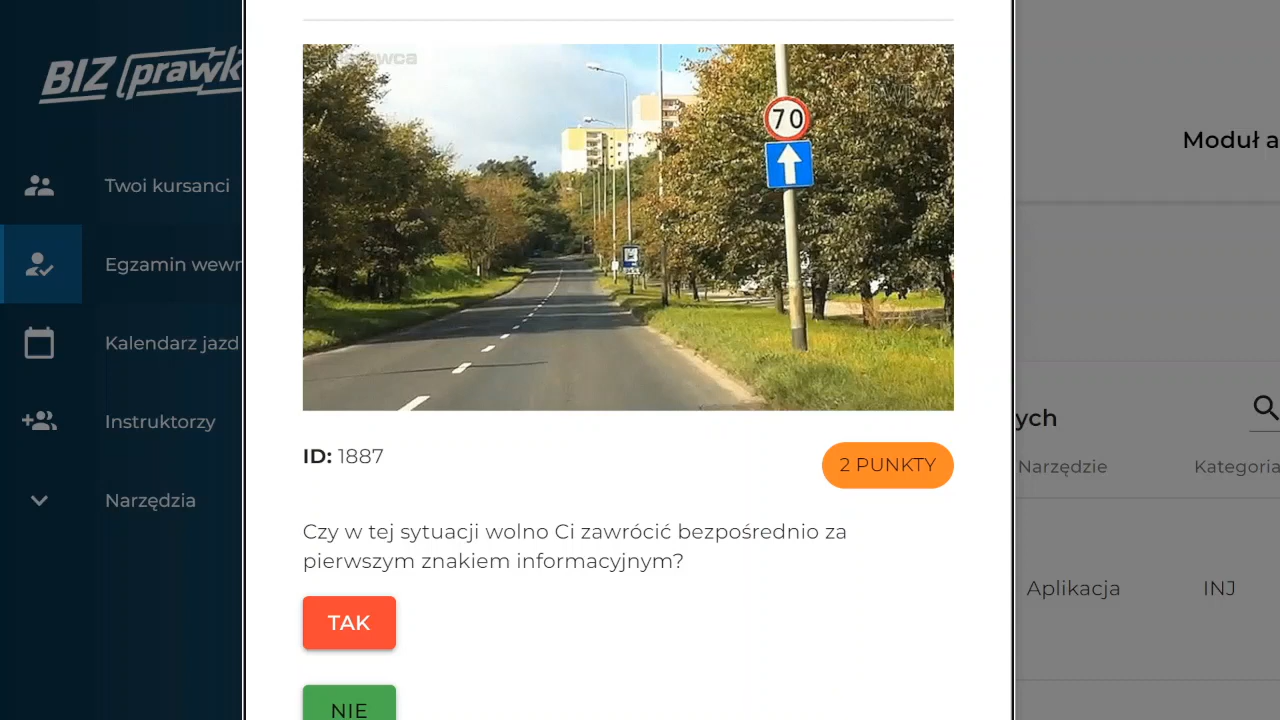 BIZ prawk
Moduł a
Twoi kursanci
Egzamin wewn
Kalendarz jazd
Instruktorzy
Narzędzia
70
ID: 1887
2 PUNKTY
Czy w tej sytuacji wolno Ci zawrócić bezpośrednio za
pierwszym znakiem informacyjnym?
TAK
NIE
ych
Narzędzie
Kategoria
Aplikacja
INJ